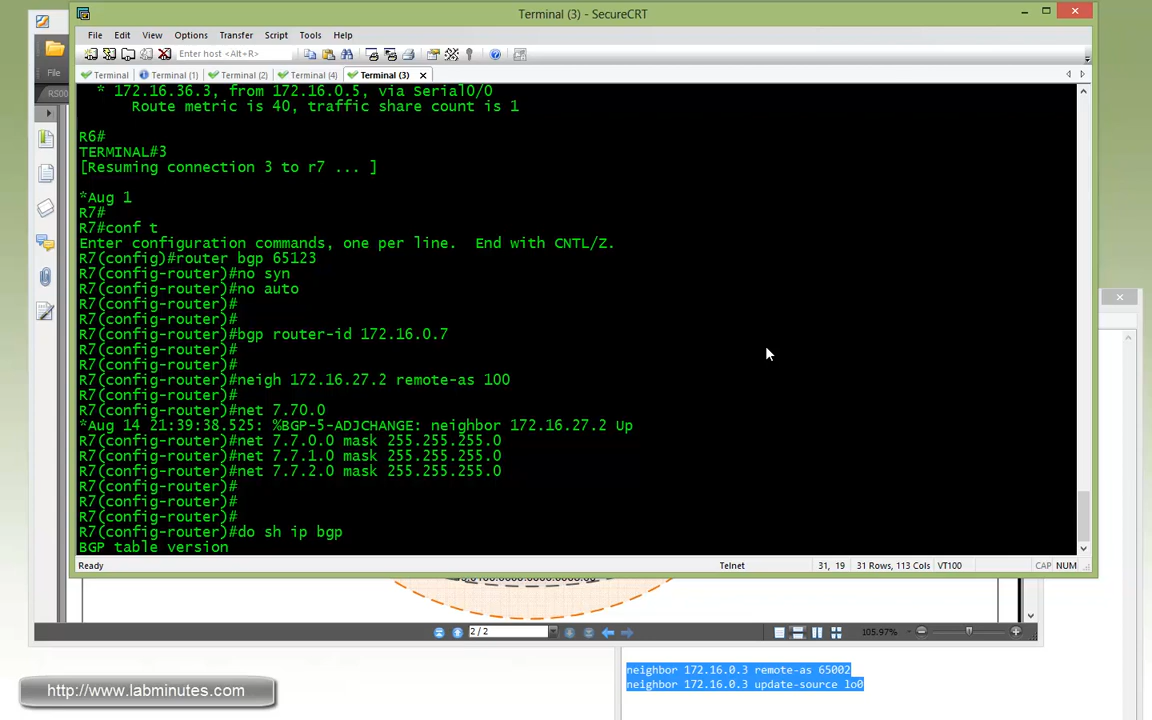 Terminal (3) - SecureCRT
File Edit View Options Transfer Script Tools Help
Enter host <Alt+R>
File
Terminal Terminal (1) Terminal (2) Terminal (4) Terminal (3)
RS00
* 172.16.36.3, from 172.16.0.5, via Serial0/0
Route metric is 40, traffic share count is 1
R6#
TERMINAL#3
[Resuming connection 3 to r7 ... ]
*Aug 1
R7#
R7#conf t
Enter configuration commands, one per line. End with CNTL/Z.
R7(config)#router bgp 65123
R7(config-router)#no syn
R7(config-router)#no auto
R7(config-router)#
R7(config-router)#
R7(config-router)#bgp router-id 172.16.0.7
R7(config-router)#
R7(config-router)#
R7(config-router)#neigh 172.16.27.2 remote-as 100
R7(config-router)#
R7(config-router)#net 7.70.0
*Aug 14 21:39:38.525: %BGP-5-ADJCHANGE: neighbor 172.16.27.2 Up
R7(config-router)#net 7.7.0.0 mask 255.255.255.0
R7(config-router)#net 7.7.1.0 mask 255.255.255.0
R7(config-router)#net 7.7.2.0 mask 255.255.255.0
R7(config-router)#
R7(config-router)#
R7(config-router)#
R7(config-router)#do sh ip bgp
BGP table version
Ready Telnet 31, 19 31 Rows, 113 Cols VT100 CAP NUM
2 / 2 105.97%
neighbor 172.16.0.3 remote-as 65002
neighbor 172.16.0.3 update-source lo0
http://www.labminutes.com